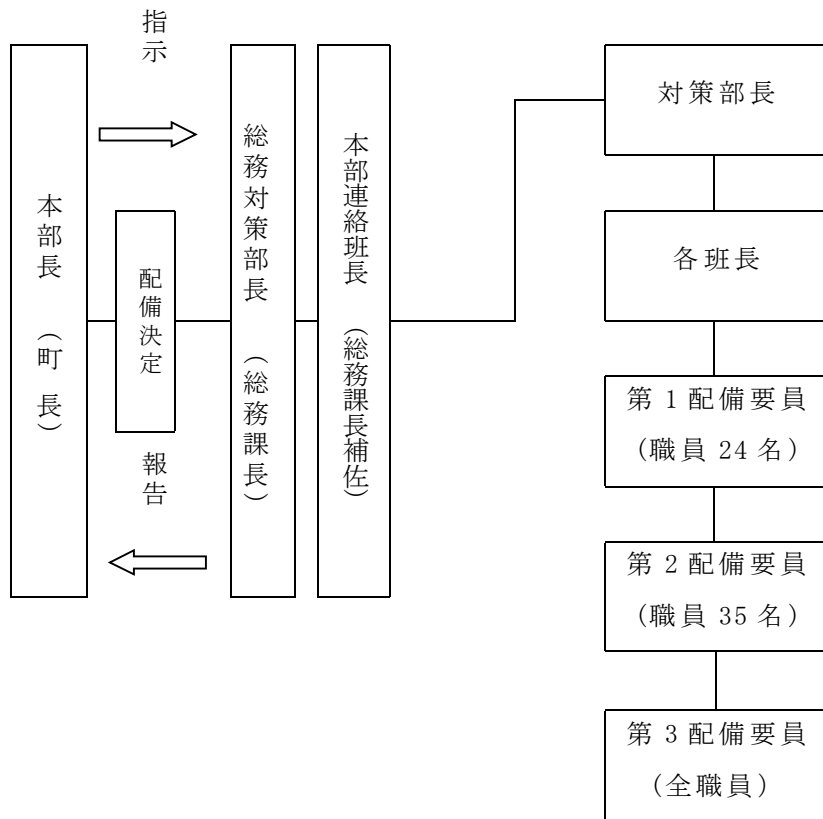 指示
本部長（町長）
配備決定
報告
総務対策部長（総務課長）
本部連絡班長（総務課長補佐）
対策部長
各班長
第1配備要員
(職員24名)
第2配備要員
(職員35名)
第3配備要員
(全職員)